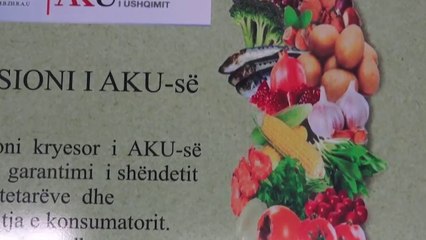 AKU I USHQIMIT
SIONI I AKU-së
oni kryesor i AKU-së
garantimi i shëndetit
tetarëve dhe
tja e konsumatorit.